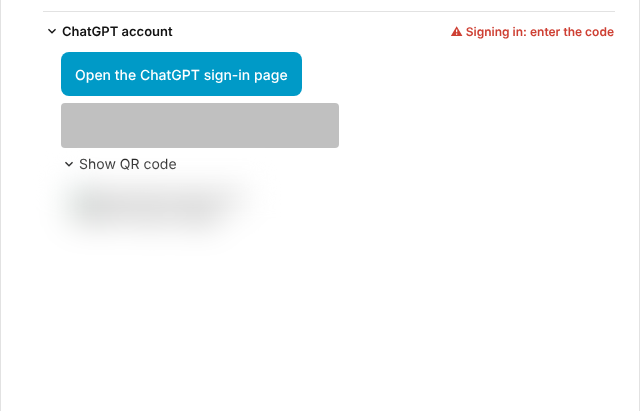 ChatGPT account
Signing in: enter the code
Open the ChatGPT sign-in page
Show QR code